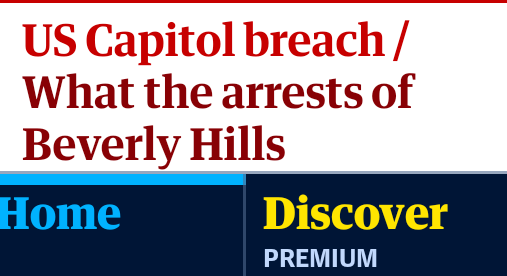 US Capitol breach /
What the arrests of
Beverly Hills
Home
Discover
PREMIUM